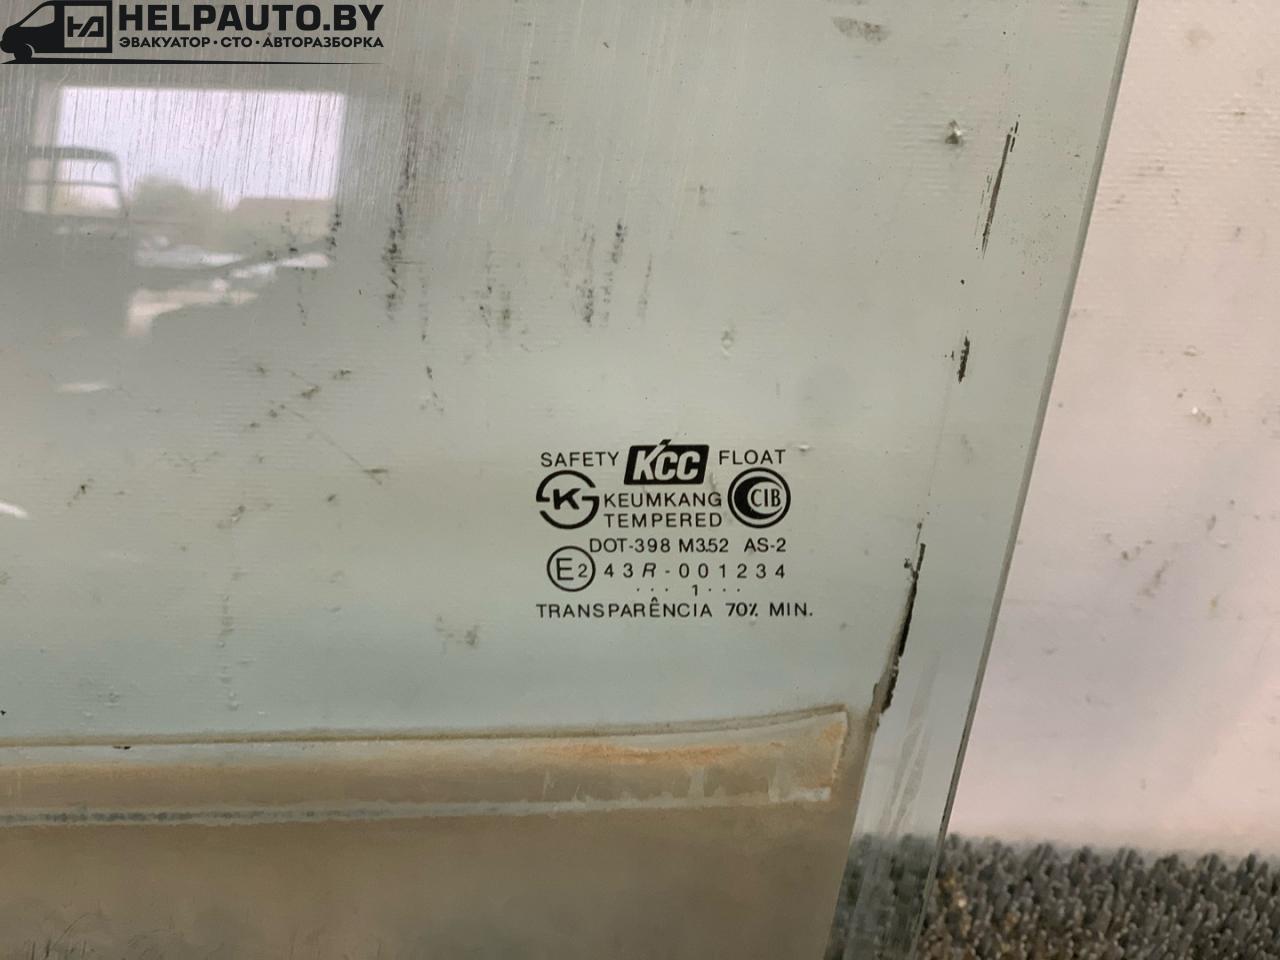 HELPAUTO.BY
ЭВАКУАТОР · СТО · АВТОРАЗБОРКА
SAFETY KCC FLOAT
K KEUMKANG CIB
TEMPERED
DOT-398 M352 AS-2
E2 43R-001234
... 1 ...
TRANSPARÊNCIA 70% MIN.